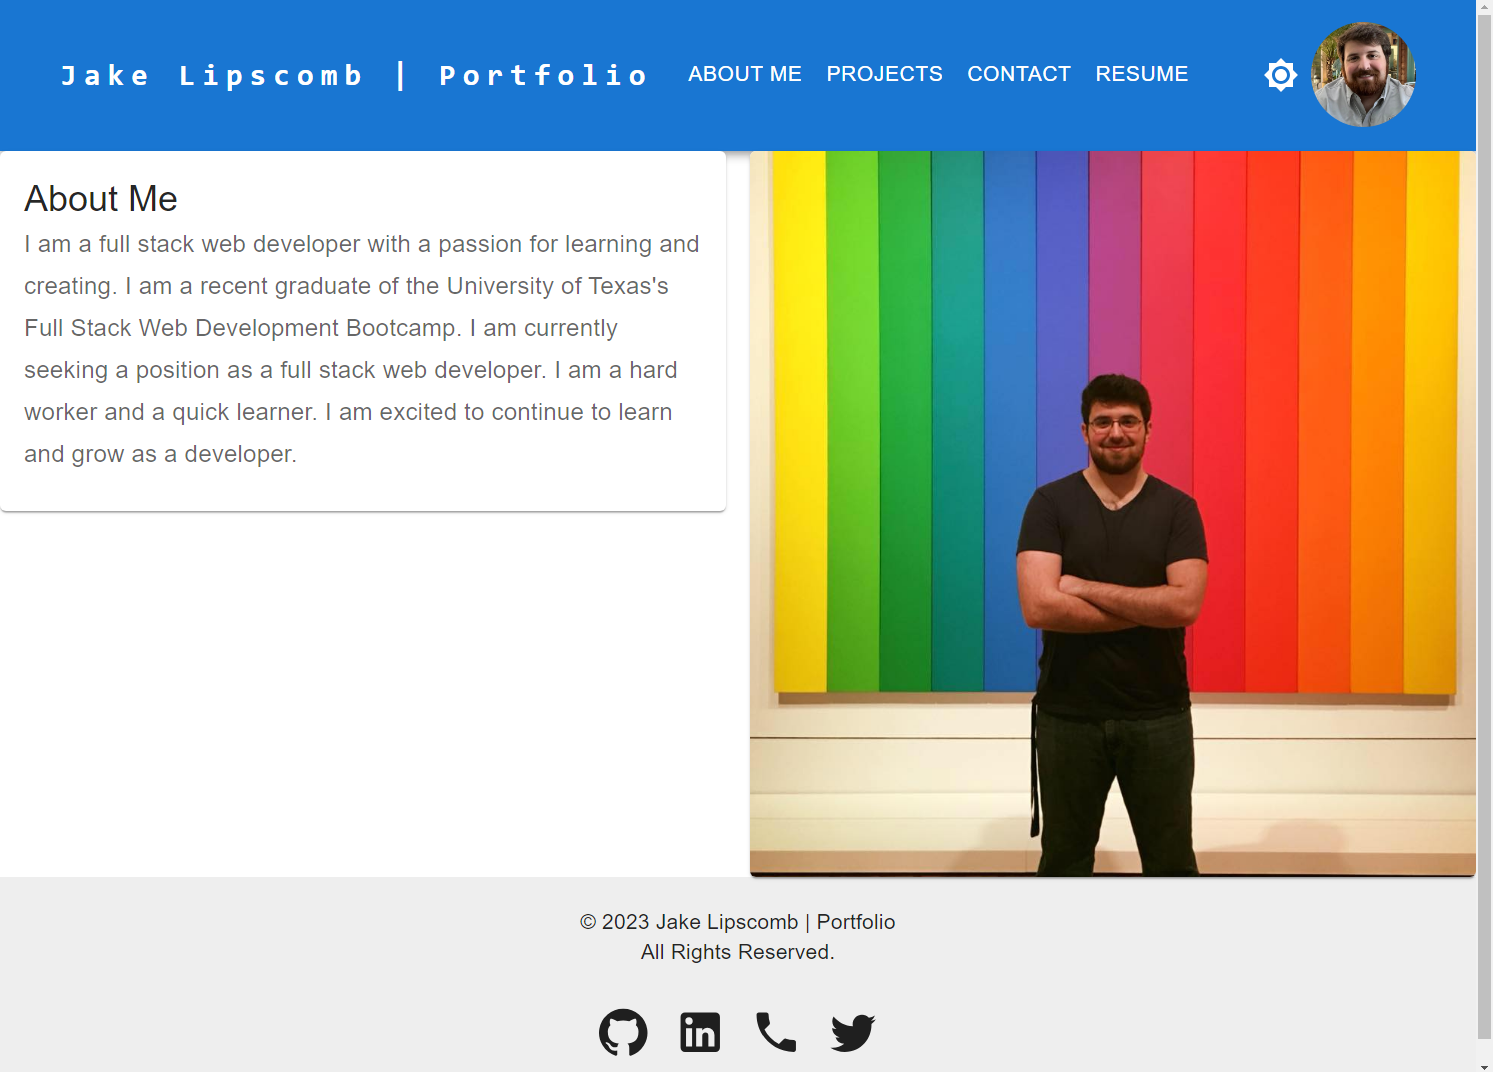 Jake Lipscomb | Portfolio
ABOUT ME
PROJECTS
CONTACT
RESUME
About Me
I am a full stack web developer with a passion for learning and
creating. I am a recent graduate of the University of Texas's
Full Stack Web Development Bootcamp. I am currently
seeking a position as a full stack web developer. I am a hard
worker and a quick learner. I am excited to continue to learn
and grow as a developer.
© 2023 Jake Lipscomb | Portfolio
All Rights Reserved.
in